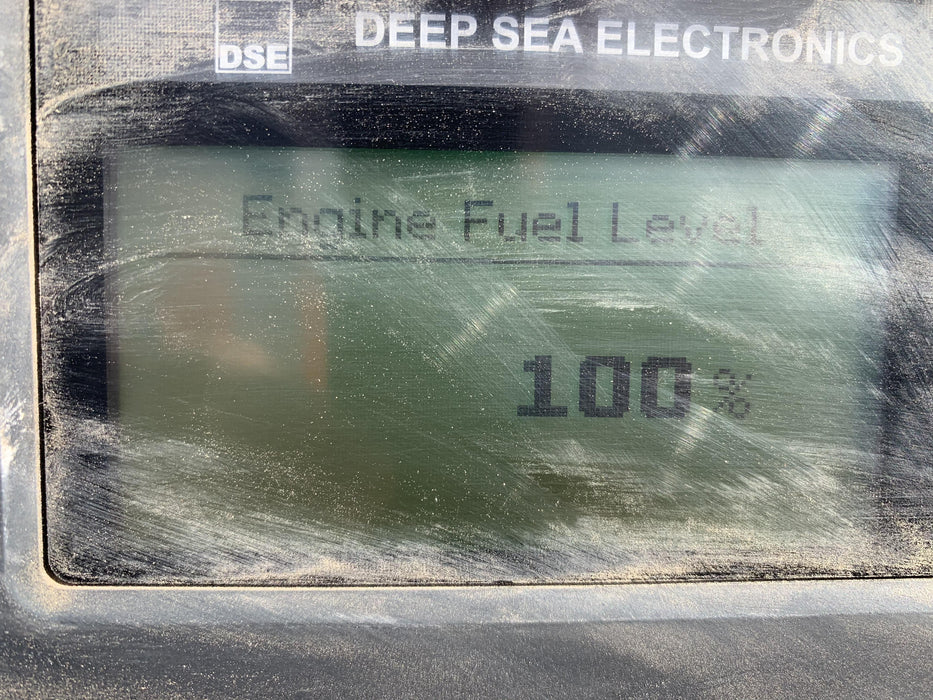 DSE DEEP SEA ELECTRONICS
Engine Fuel Level
100 %